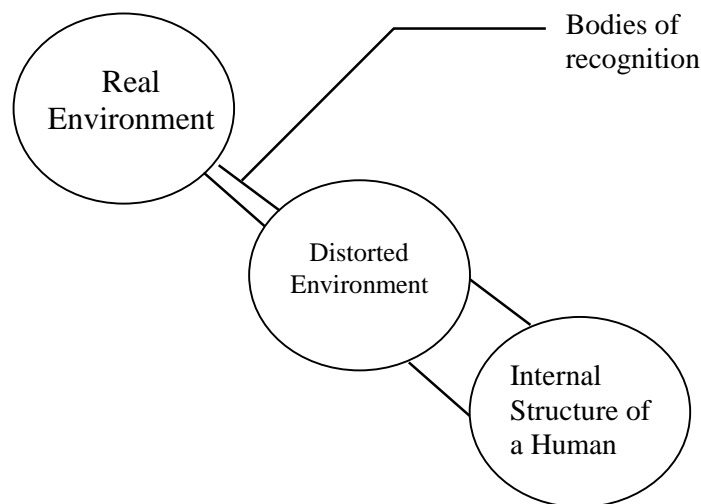 Bodies of
recognition
Real
Environment
Distorted
Environment
Internal
Structure of
a Human